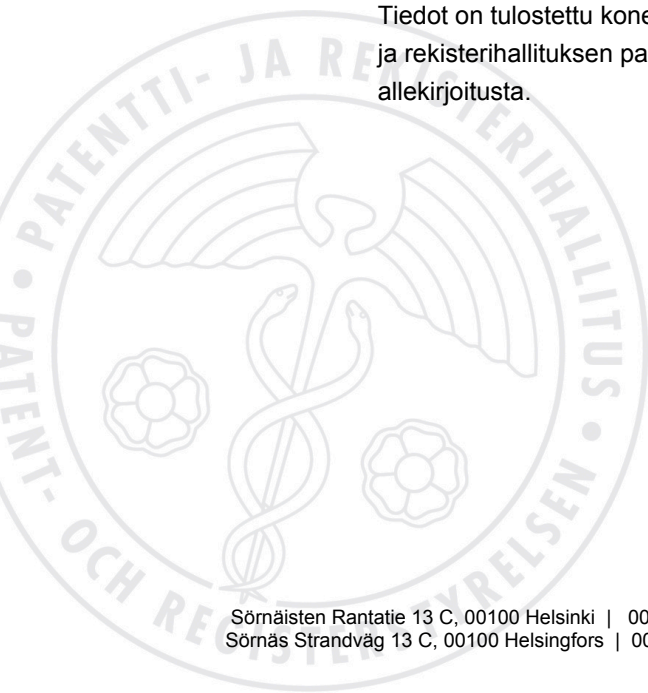 Tiedot on tulostettu kone
ja rekisterihallituksen pa
allekirjoitusta.
PATENTTI- JA REKISTERIHALLITUS
PATENT- OCH REGISTERSTYRELSEN
Sörnäisten Rantatie 13 C, 00100 Helsinki | 00
Sörnäs Strandväg 13 C, 00100 Helsingfors | 00